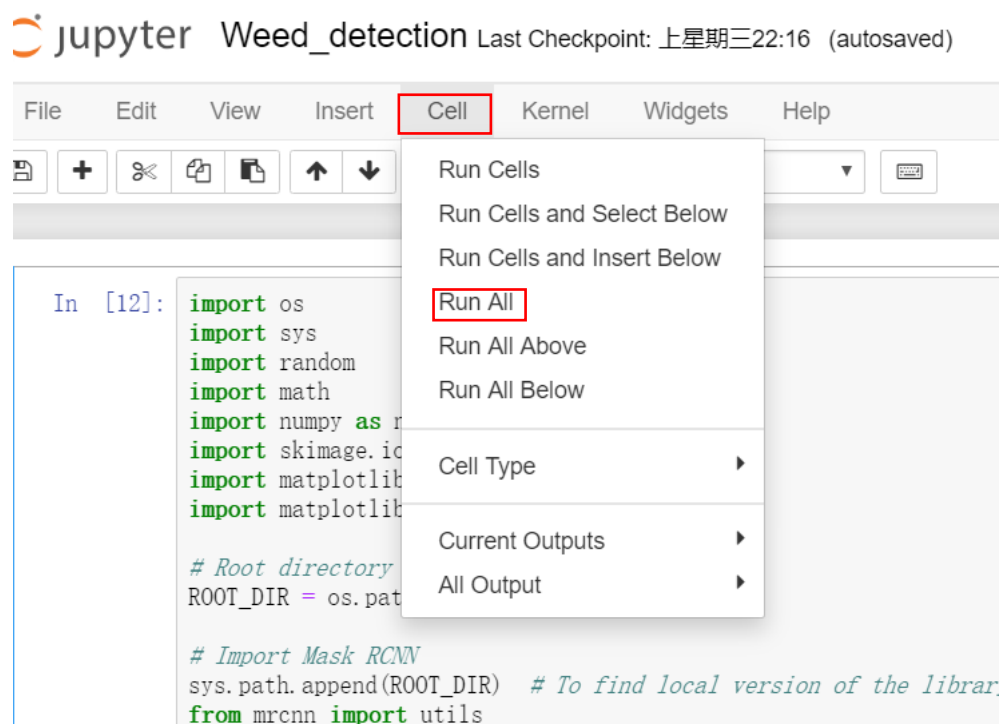 jupyter Weed_detection Last Checkpoint: 上星期三22:16 (autosaved)
File Edit View Insert Cell Kernel Widgets Help
Run Cells
Run Cells and Select Below
Run Cells and Insert Below
Run All
Run All Above
Run All Below
Cell Type
Current Outputs
All Output
In [12]:
import os
import sys
import random
import math
import numpy as
import skimage.io
import matplotlib
import matplotlib
# Root directory
ROOT_DIR = os.pat
# Import Mask RCNN
sys.path.append(ROOT_DIR) # To find local version of the library
from mrcnn import utils